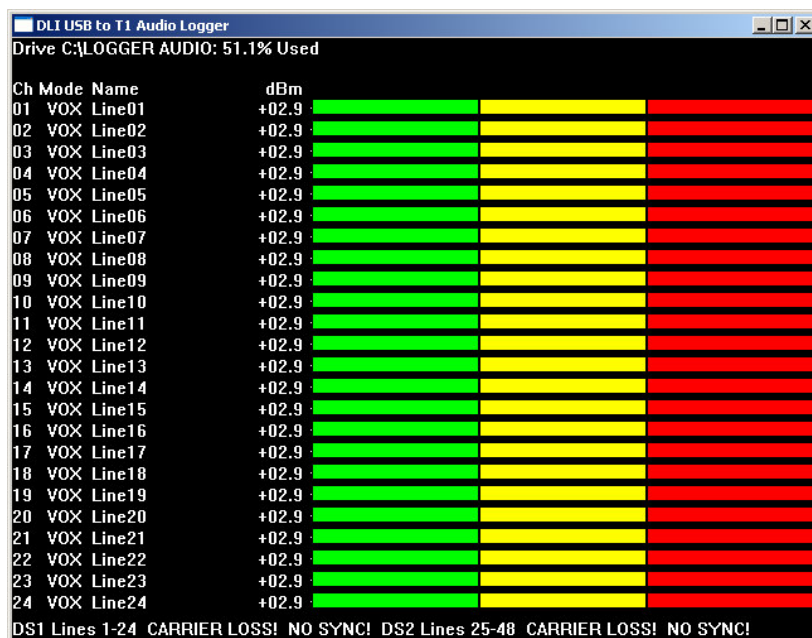 DLI USB to T1 Audio Logger
Drive C:\LOGGER AUDIO: 51.1% Used
Ch Mode Name dBm
01 VOX Line01 +02.9
02 VOX Line02 +02.9
03 VOX Line03 +02.9
04 VOX Line04 +02.9
05 VOX Line05 +02.9
06 VOX Line06 +02.9
07 VOX Line07 +02.9
08 VOX Line08 +02.9
09 VOX Line09 +02.9
10 VOX Line10 +02.9
11 VOX Line11 +02.9
12 VOX Line12 +02.9
13 VOX Line13 +02.9
14 VOX Line14 +02.9
15 VOX Line15 +02.9
16 VOX Line16 +02.9
17 VOX Line17 +02.9
18 VOX Line18 +02.9
19 VOX Line19 +02.9
20 VOX Line20 +02.9
21 VOX Line21 +02.9
22 VOX Line22 +02.9
23 VOX Line23 +02.9
24 VOX Line24 +02.9
DS1 Lines 1-24 CARRIER LOSS! NO SYNC! DS2 Lines 25-48 CARRIER LOSS! NO SYNC!